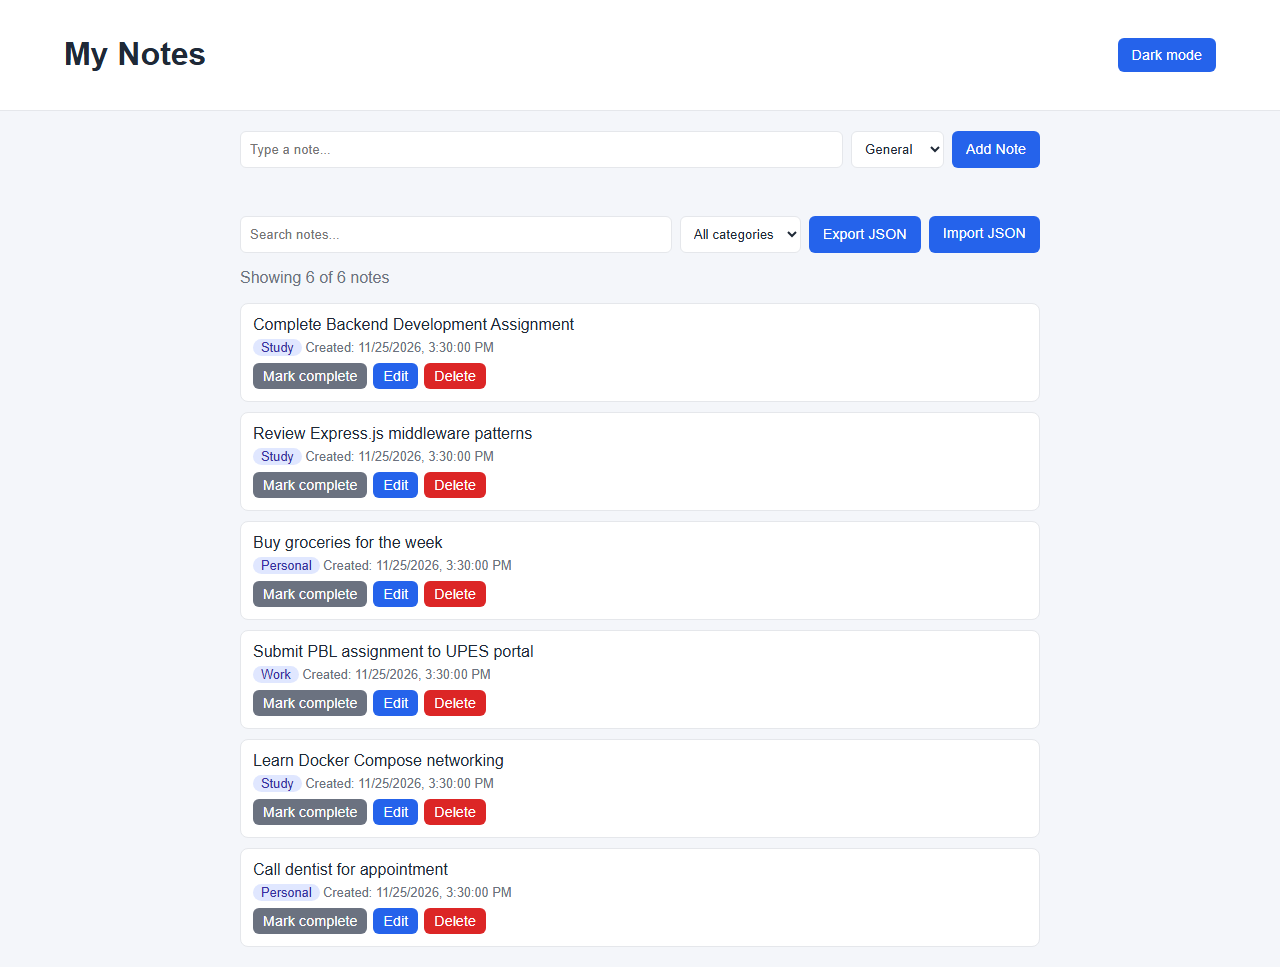 My Notes
Dark mode
Type a note...
General
Add Note
Search notes...
All categories
Export JSON
Import JSON
Showing 6 of 6 notes
Complete Backend Development Assignment
Study Created: 11/25/2026, 3:30:00 PM
Mark complete Edit Delete
Review Express.js middleware patterns
Study Created: 11/25/2026, 3:30:00 PM
Mark complete Edit Delete
Buy groceries for the week
Personal Created: 11/25/2026, 3:30:00 PM
Mark complete Edit Delete
Submit PBL assignment to UPES portal
Work Created: 11/25/2026, 3:30:00 PM
Mark complete Edit Delete
Learn Docker Compose networking
Study Created: 11/25/2026, 3:30:00 PM
Mark complete Edit Delete
Call dentist for appointment
Personal Created: 11/25/2026, 3:30:00 PM
Mark complete Edit Delete